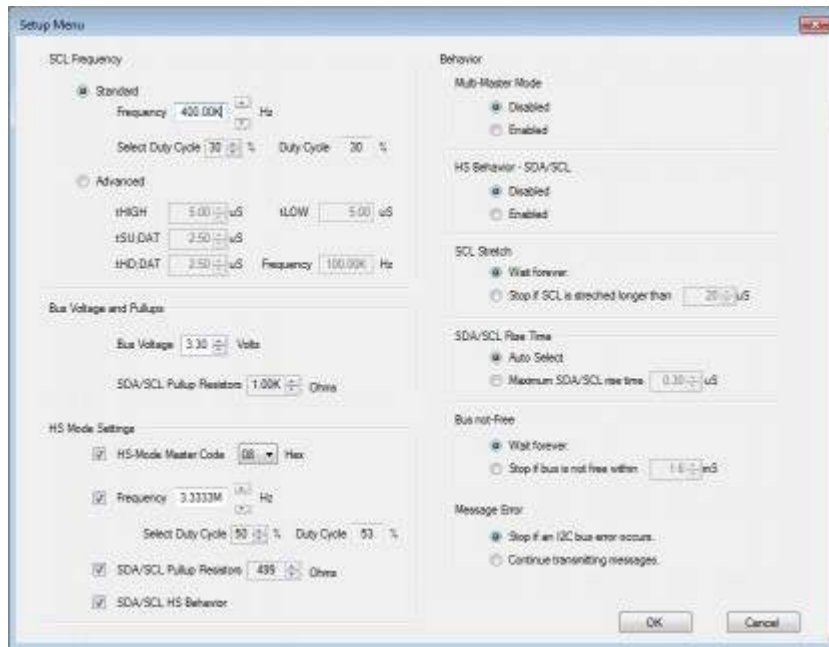 Setup Menu
SCL Frequency
Standard
Frequency 400.00K Hz
Select Duty Cycle 30 % Duty Cycle 30 %
Advanced
tHIGH 5.00 uS tLOW 5.00 uS
tSU;DAT 2.50 uS
tHD:DAT 2.50 uS Frequency 100.00K Hz
Bus Voltage and Pullups
Bus Voltage 3.30 Volts
SDA/SCL Pullup Resistors 1.00K Ohms
HS Mode Settings
HS-Mode Master Code 08 Hex
Frequency 3.3333M Hz
Select Duty Cycle 50 % Duty Cycle 53 %
SDA/SCL Pullup Resistors 499 Ohms
SDA/SCL HS Behavior
Behavior
Multi-Master Mode
Disabled
Enabled
HS Behavior - SDA/SCL
Disabled
Enabled
SCL Stretch
Wait forever.
Stop if SCL is streched longer than 20 uS
SDA/SCL Rise Time
Auto Select
Maximum SDA/SCL rise time 0.30 uS
Bus not-Free
Wait forever.
Stop if bus is not free within 1.6 mS
Message Error
Stop if an I2C bus error occurs.
Continue transmitting messages.
OK Cancel